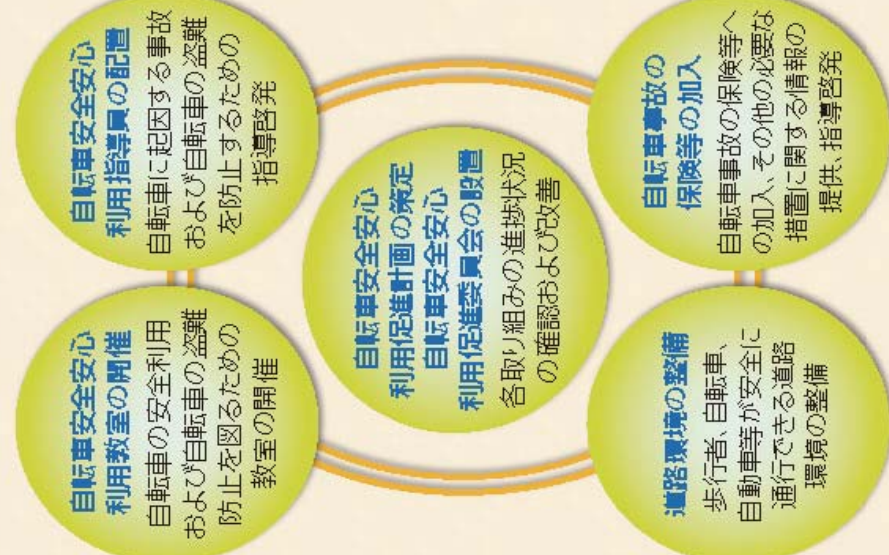 自転車安全安心
利用教室の開催
自転車の安全利用
および自転車の盗難
防止を図るための
教室の開催
自転車安全安心
利用指導員の配置
自転車に起因する事故
および自転車の盗難
を防止するための
指導啓発
自転車安全安心
利用促進計画の策定
自転車安全安心
利用促進委員会の設置
各取り組みの進捗状況
の確認および改善
道路環境の整備
歩行者、自転車、
自動車等が安全に
通行できる道路
環境の整備
自転車事故の
保険等の加入
自転車事故の保険等へ
の加入、その他の必要な
措置に関する情報の
提供、指導啓発